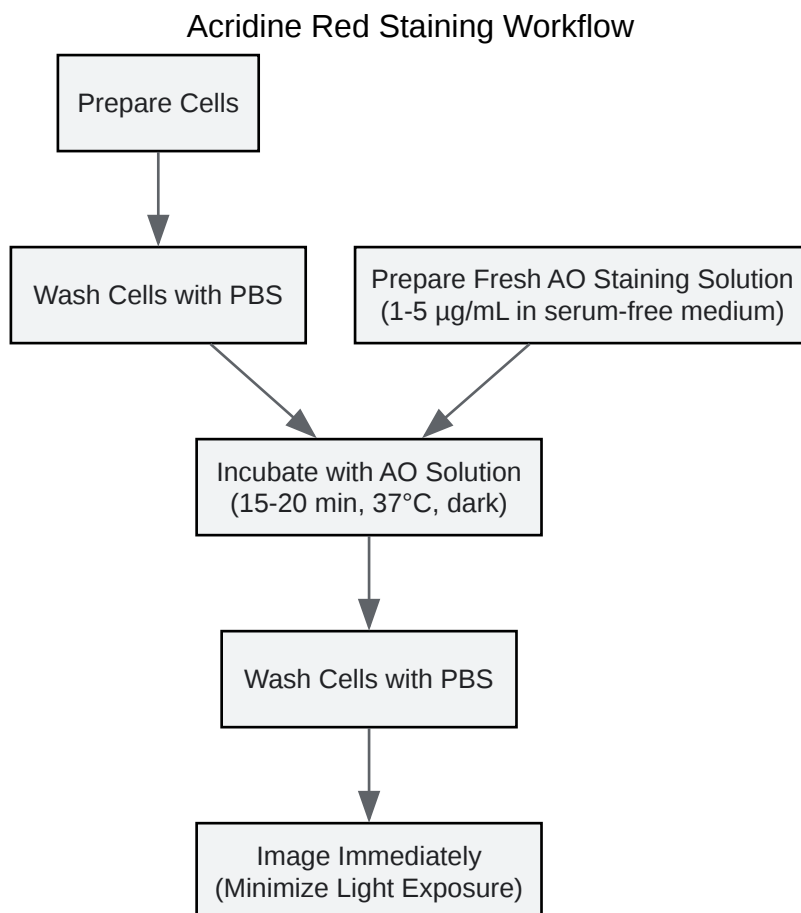 Acridine Red Staining Workflow
Prepare Cells
Wash Cells with PBS
Prepare Fresh AO Staining Solution
(1-5 µg/mL in serum-free medium)
Incubate with AO Solution
(15-20 min, 37°C, dark)
Wash Cells with PBS
Image Immediately
(Minimize Light Exposure)